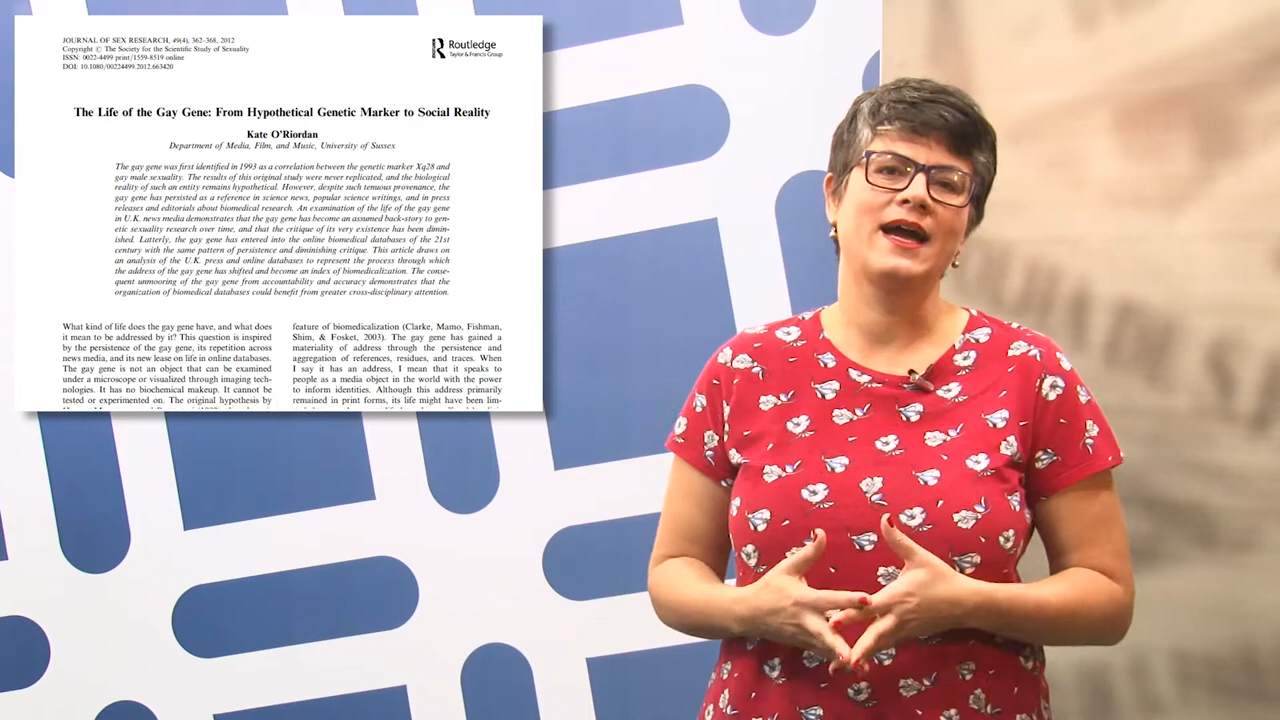 JOURNAL OF SEX RESEARCH, 49(4), 362–368, 2012
Copyright © The Society for the Scientific Study of Sexuality
ISSN: 0022-4499 print/1559-8519 online
DOI: 10.1080/00224499.2012.663420
Routledge
Taylor & Francis Group
The Life of the Gay Gene: From Hypothetical Genetic Marker to Social Reality
Kate O'Riordan
Department of Media, Film, and Music, University of Sussex
The gay gene was first identified in 1993 as a correlation between the genetic marker Xq28 and
gay male sexuality. The results of this original study were never replicated, and the biological
reality of such an entity remains hypothetical. However, despite such tenuous provenance, the
gay gene has persisted as a reference in science news, popular science writings, and in press
releases and editorials about biomedical research. An examination of the life of the gay gene
in U.K. news media demonstrates that the gay gene has become an assumed back-story to gen-
etic sexuality research over time, and that the critique of its very existence has been dimin-
ished. Latterly, the gay gene has entered into the online biomedical databases of the 21st
century with the same pattern of persistence and diminishing critique. This article draws on
an analysis of the U.K. press and online databases to represent the process through which
the address of the gay gene has shifted and become an index of biomedicalization. The conse-
quent unmooring of the gay gene from accountability and accuracy demonstrates that the
organization of biomedical databases could benefit from greater cross-disciplinary attention.
What kind of life does the gay gene have, and what does
it mean to be addressed by it? This question is inspired
by the persistence of the gay gene, its repetition across
news media, and its new lease on life in online databases.
The gay gene is not an object that can be examined
under a microscope or visualized through imaging tech-
nologies. It has no biochemical makeup. It cannot be
tested or experimented on. The original hypothesis by
feature of biomedicalization (Clarke, Mamo, Fishman,
Shim, & Fosket, 2003). The gay gene has gained a
materiality of address through the persistence and
aggregation of references, residues, and traces. When
I say it has an address, I mean that it speaks to
people as a media object in the world with the power
to inform identities. Although this address primarily
remained in print forms, its life might have been lim-